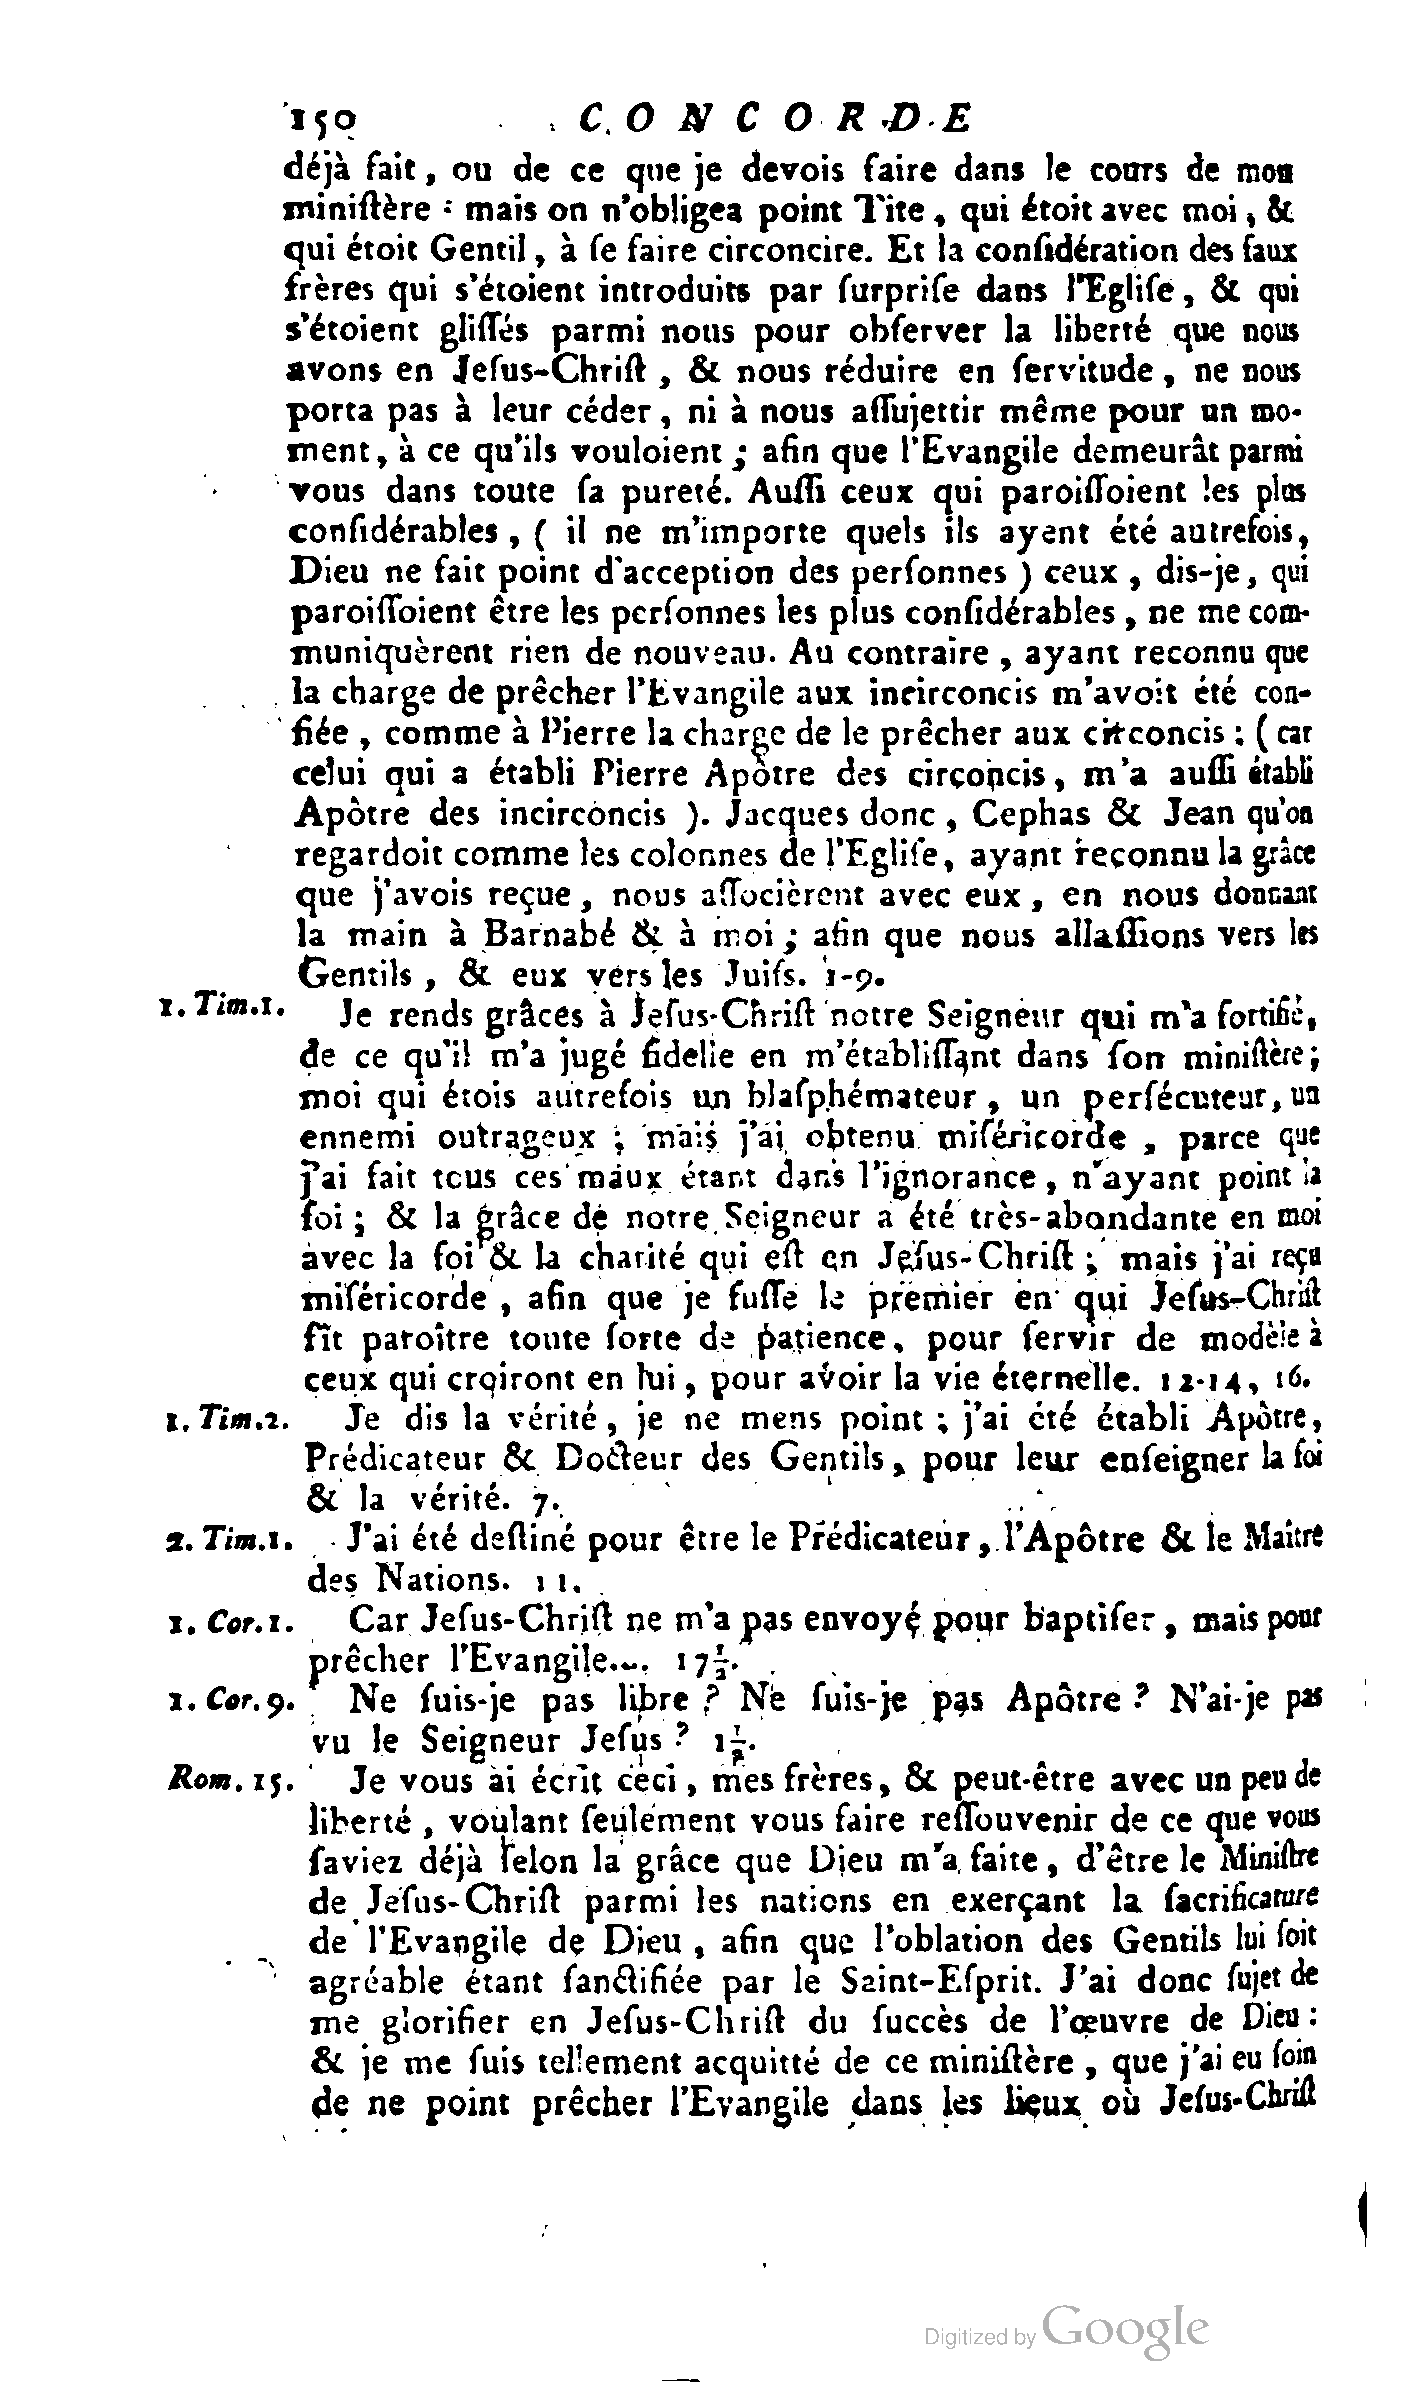 150 CONCORDE
déjà fait, ou de ce que je devois faire dans le cours de mon
miniſtère : mais on n'obligea point Tite, qui étoit avec moi, &
qui étoit Gentil, à ſe faire circoncire. Et la conſidération des faux
frères qui s'étoient introduits par ſurpriſe dans l'Egliſe, & qui
s'étoient gliſſés parmi nous pour obſerver la liberté que nous
avons en Jeſus-Chriſt, & nous réduire en ſervitude, ne nous
porta pas à leur céder, ni à nous aſſujettir même pour un mo-
ment, à ce qu'ils vouloient ; afin que l'Evangile demeurât parmi
vous dans toute ſa pureté. Auſſi ceux qui paroiſſoient les plus
conſidérables, ( il ne m'importe quels ils ayent été autrefois,
Dieu ne fait point d'acception des perſonnes ) ceux, dis-je, qui
paroiſſoient être les perſonnes les plus conſidérables, ne me com-
muniquèrent rien de nouveau. Au contraire, ayant reconnu que
la charge de prêcher l'Evangile aux incirconcis m'avoit été con-
fiée, comme à Pierre la charge de le prêcher aux circoncis : ( car
celui qui a établi Pierre Apôtre des circoncis, m'a auſſi établi
Apôtre des incirconcis ). Jacques donc, Cephas & Jean qu'on
regardoit comme les colonnes de l'Egliſe, ayant reconnu la grâce
que j'avois reçue, nous aſſocièrent avec eux, en nous donnant
la main à Barnabé & à moi ; afin que nous allaſſions vers les
Gentils, & eux vers les Juifs. 1-9.
1. Tim. 1. Je rends grâces à Jeſus-Chriſt notre Seigneur qui m'a fortifié,
de ce qu'il m'a jugé fidelle en m'établiſſant dans ſon miniſtère ;
moi qui étois autrefois un blaſphémateur, un perſécuteur, un
ennemi outrageux ; mais j'ai obtenu miſéricorde, parce que
j'ai fait tous ces maux étant dans l'ignorance, n'ayant point la
foi ; & la grâce de notre Seigneur a été très-abondante en moi
avec la foi & la charité qui eſt en Jeſus-Chriſt ; mais j'ai reçu
miſéricorde, afin que je fuſſe le premier en qui Jeſus-Chriſt
fît paroître toute ſorte de patience, pour ſervir de modèle à
ceux qui croiront en lui, pour avoir la vie éternelle. 12-14, 16.
1. Tim. 2. Je dis la vérité, je ne mens point ; j'ai été établi Apôtre,
Prédicateur & Docteur des Gentils, pour leur enſeigner la foi
& la vérité. 7.
2. Tim. 1. J'ai été deſtiné pour être le Prédicateur, l'Apôtre & le Maitre
des Nations. 11.
1. Cor. 1. Car Jeſus-Chriſt ne m'a pas envoyé pour baptiſer, mais pour
prêcher l'Evangile.... 17½.
1. Cor. 9. Ne ſuis-je pas libre ? Ne ſuis-je pas Apôtre ? N'ai-je pas
vu le Seigneur Jeſus ? 1½.
Rom. 15. Je vous ai écrit ceci, mes frères, & peut-être avec un peu de
liberté, voulant ſeulement vous faire reſſouvenir de ce que vous
ſaviez déjà ſelon la grâce que Dieu m'a faite, d'être le Miniſtre
de Jeſus-Chriſt parmi les nations en exerçant la ſacrificature
de l'Evangile de Dieu, afin que l'oblation des Gentils lui ſoit
agréable étant ſanctifiée par le Saint-Eſprit. J'ai donc ſujet de
me glorifier en Jeſus-Chriſt du ſuccès de l'œuvre de Dieu :
& je me ſuis tellement acquitté de ce miniſtère, que j'ai eu ſoin
de ne point prêcher l'Evangile dans les lieux où Jeſus-Chriſt
Digitized by Google